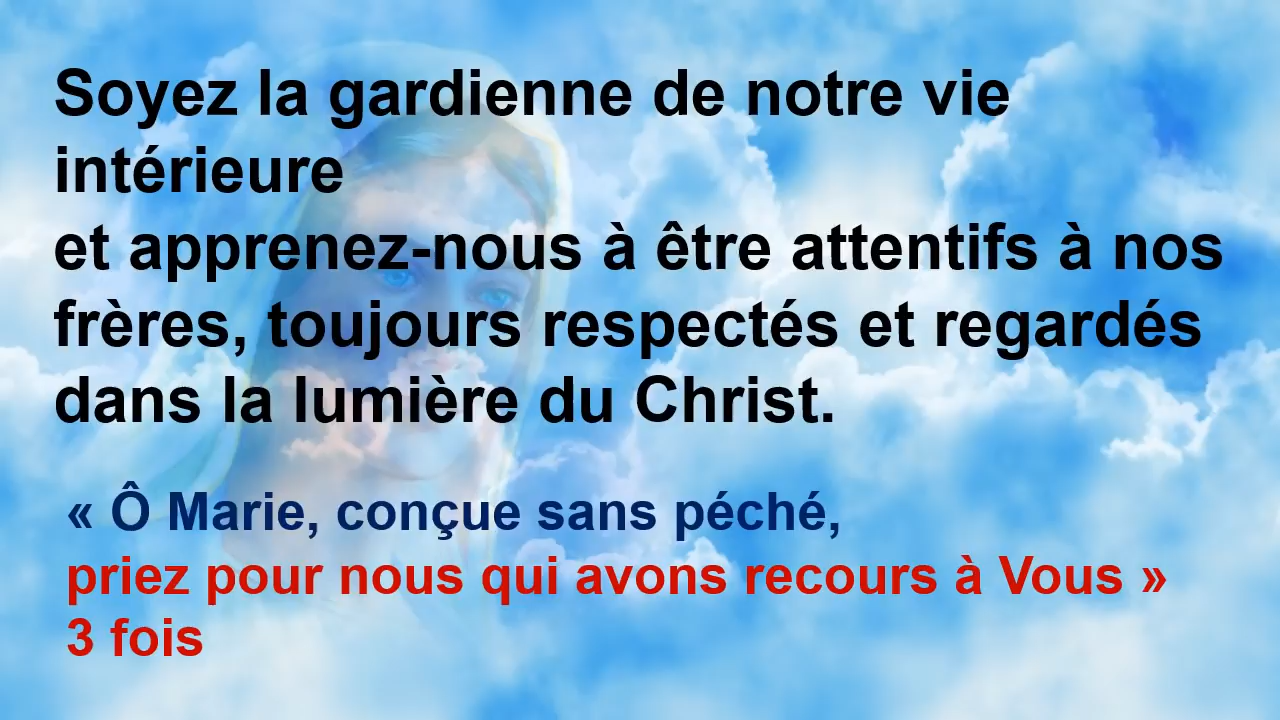 Soyez la gardienne de notre vie
intérieure
et apprenez-nous à être attentifs à nos
frères, toujours respectés et regardés
dans la lumière du Christ.
« Ô Marie, conçue sans péché,
priez pour nous qui avons recours à Vous »
3 fois